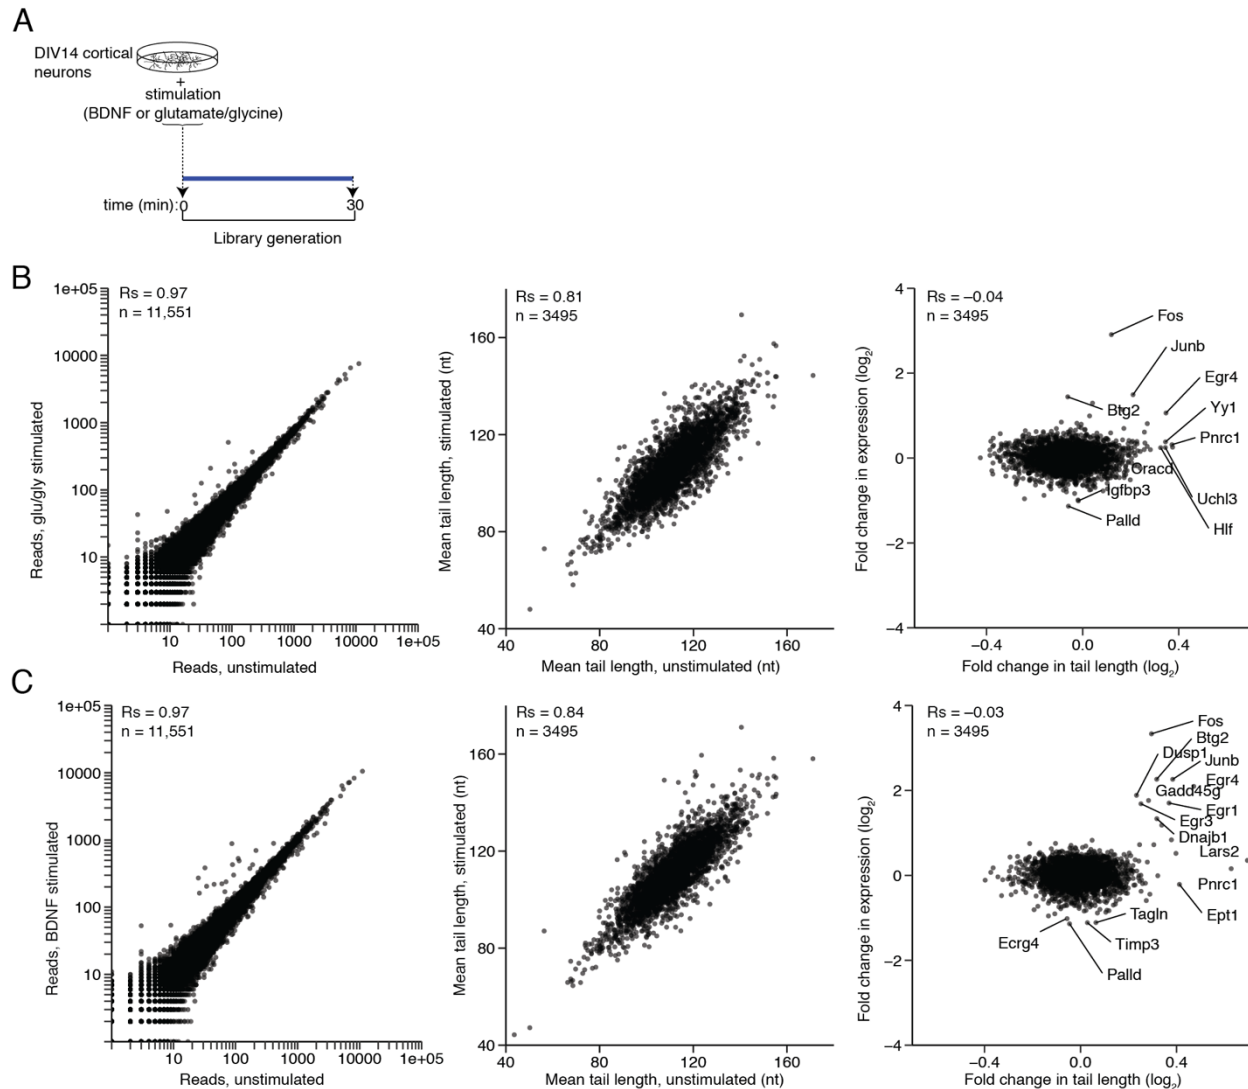 A
DIV14 cortical
neurons
+
stimulation
(BDNF or glutamate/glycine)
time (min):0
30
Library generation
B
Reads, glu/gly stimulated
1e+05
10000
1000
100
10
Rs = 0.97
n = 11,551
10 100 1000 10000 1e+05
Reads, unstimulated
Mean tail length, stimulated (nt)
160
120
80
40
Rs = 0.81
n = 3495
40 80 120 160
Mean tail length, unstimulated (nt)
Fold change in expression (log2)
4
2
0
−2
−4
Rs = −0.04
n = 3495
Fos
Junb
Egr4
Yy1
Btg2
Pnrc1
Oracd
Igfbp3
Uchl3
Palld
Hlf
−0.4 0.0 0.4
Fold change in tail length (log2)
C
Reads, BDNF stimulated
1e+05
10000
1000
100
10
Rs = 0.97
n = 11,551
10 100 1000 10000 1e+05
Reads, unstimulated
Mean tail length, stimulated (nt)
160
120
80
40
Rs = 0.84
n = 3495
40 80 120 160
Mean tail length, unstimulated (nt)
Fold change in expression (log2)
4
2
0
−2
−4
Rs = −0.03
n = 3495
Fos
Btg2
Dusp1
Junb
Egr4
Gadd45g
Egr1
Egr3
Dnajb1
Lars2
Pnrc1
Ept1
Tagln
Ecrg4
Timp3
Palld
−0.4 0.0 0.4
Fold change in tail length (log2)